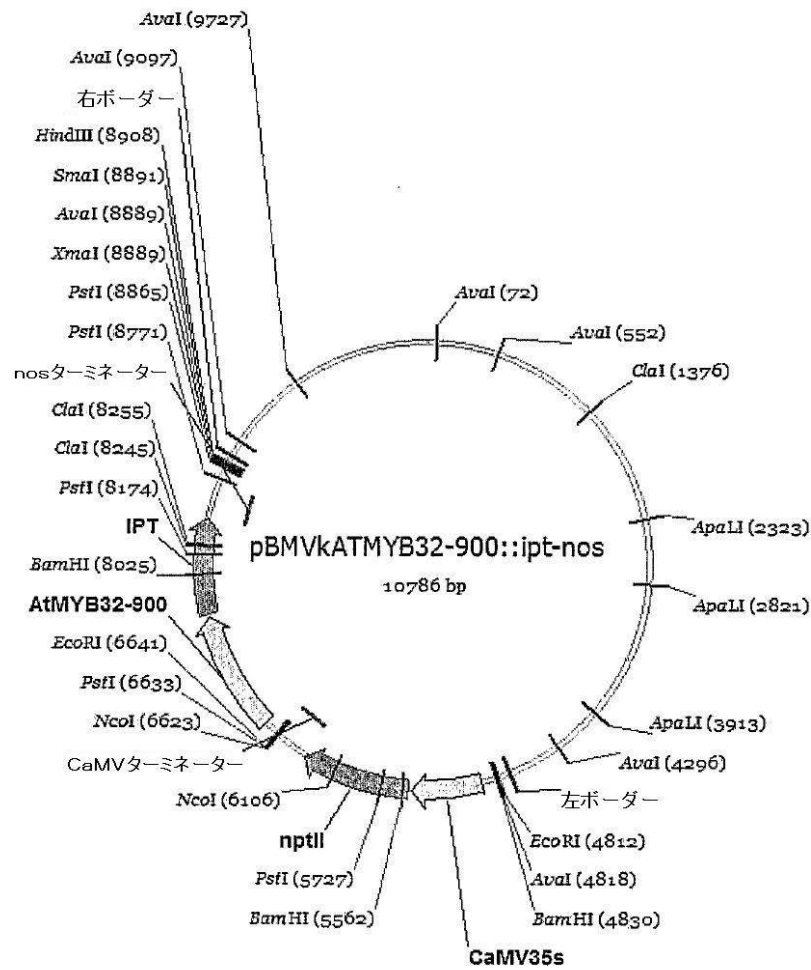 AvaI (9727)
AvaI (9097)
右ボーダー
HindIII (8908)
SmaI (8891)
AvaI (8889)
XmaI (8889)
PstI (8865)
PstI (8771)
nosターミネーター
ClaI (8255)
ClaI (8245)
PstI (8174)
IPT
BamHI (8025)
AtMYB32-900
EcoRI (6641)
PstI (6633)
NcoI (6623)
CaMVターミネーター
NcoI (6106)
nptII
PstI (5727)
BamHI (5562)
CaMV35s
AvaI (72)
AvaI (552)
ClaI (1376)
ApaLI (2323)
ApaLI (2821)
ApaLI (3913)
AvaI (4296)
左ボーダー
EcoRI (4812)
AvaI (4818)
BamHI (4830)
pBMVkATMYB32-900::ipt-nos
10786 bp